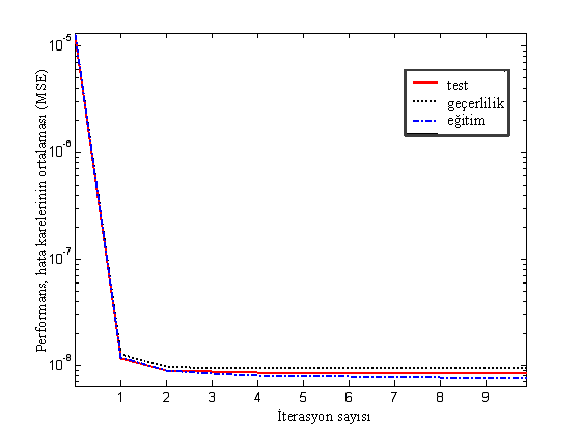 10-5
10-6
10-7
10-8
Performans, hata karelerinin ortalaması (MSE)
test
geçerlilik
eğitim
1 2 3 4 5 6 7 8 9
İterasyon sayısı